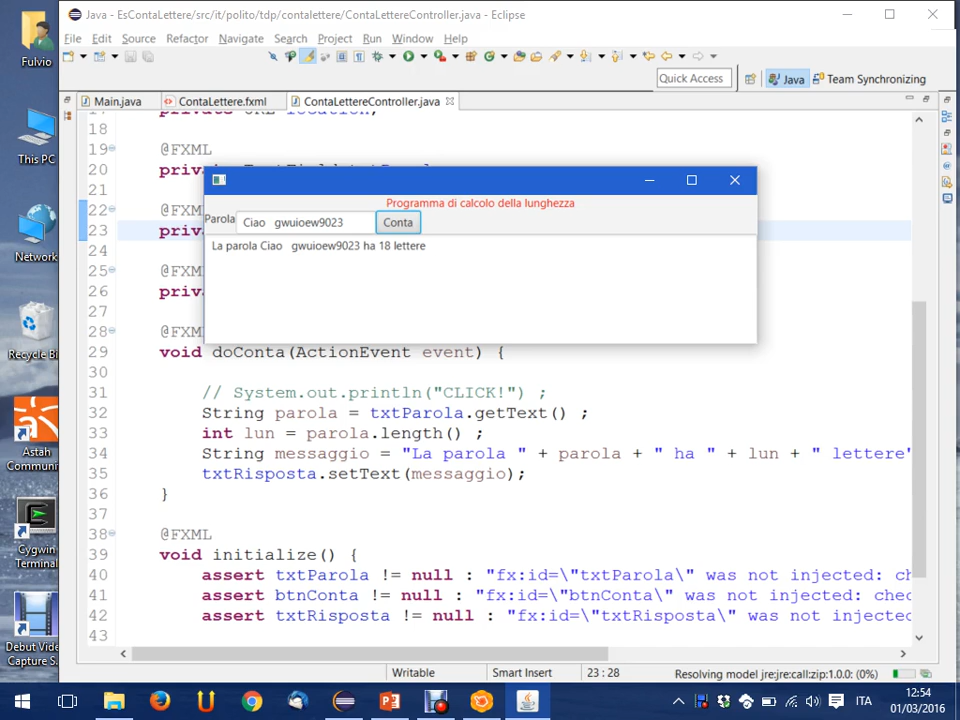 Java - EsContaLettere/src/it/polito/tdp/contalettere/ContaLettereController.java - Eclipse
File Edit Source Refactor Navigate Search Project Run Window Help
Quick Access
Java
Team Synchronizing
Main.java
ContaLettere.fxml
ContaLettereController.java
18
19 @FXML
20
21
22
23
24
25
26
27
28
Programma di calcolo della lunghezza
Parola
Ciao gwuioew9023
Conta
La parola Ciao gwuioew9023 ha 18 lettere
29 void doConta(ActionEvent event) {
30
31 // System.out.println("CLICK!") ;
32 String parola = txtParola.getText() ;
33 int lun = parola.length() ;
34 String messaggio = "La parola " + parola + " ha " + lun + " lettere"
35 txtRisposta.setText(messaggio);
36 }
37
38 @FXML
39 void initialize() {
40 assert txtParola != null : "fx:id=\"txtParola\" was not injected: che
41 assert btnConta != null : "fx:id=\"btnConta\" was not injected: check
42 assert txtRisposta != null : "fx:id=\"txtRisposta\" was not injected
43
Writable
Smart Insert
23 : 28
Resolving model jre:jre:call:zip:1.0.0: (0%)
Fulvio
This PC
Network
Recycle Bi
Astah
Communi
Cygwin
Terminal
Debut Vid
Capture S
ITA
12:54
01/03/2016